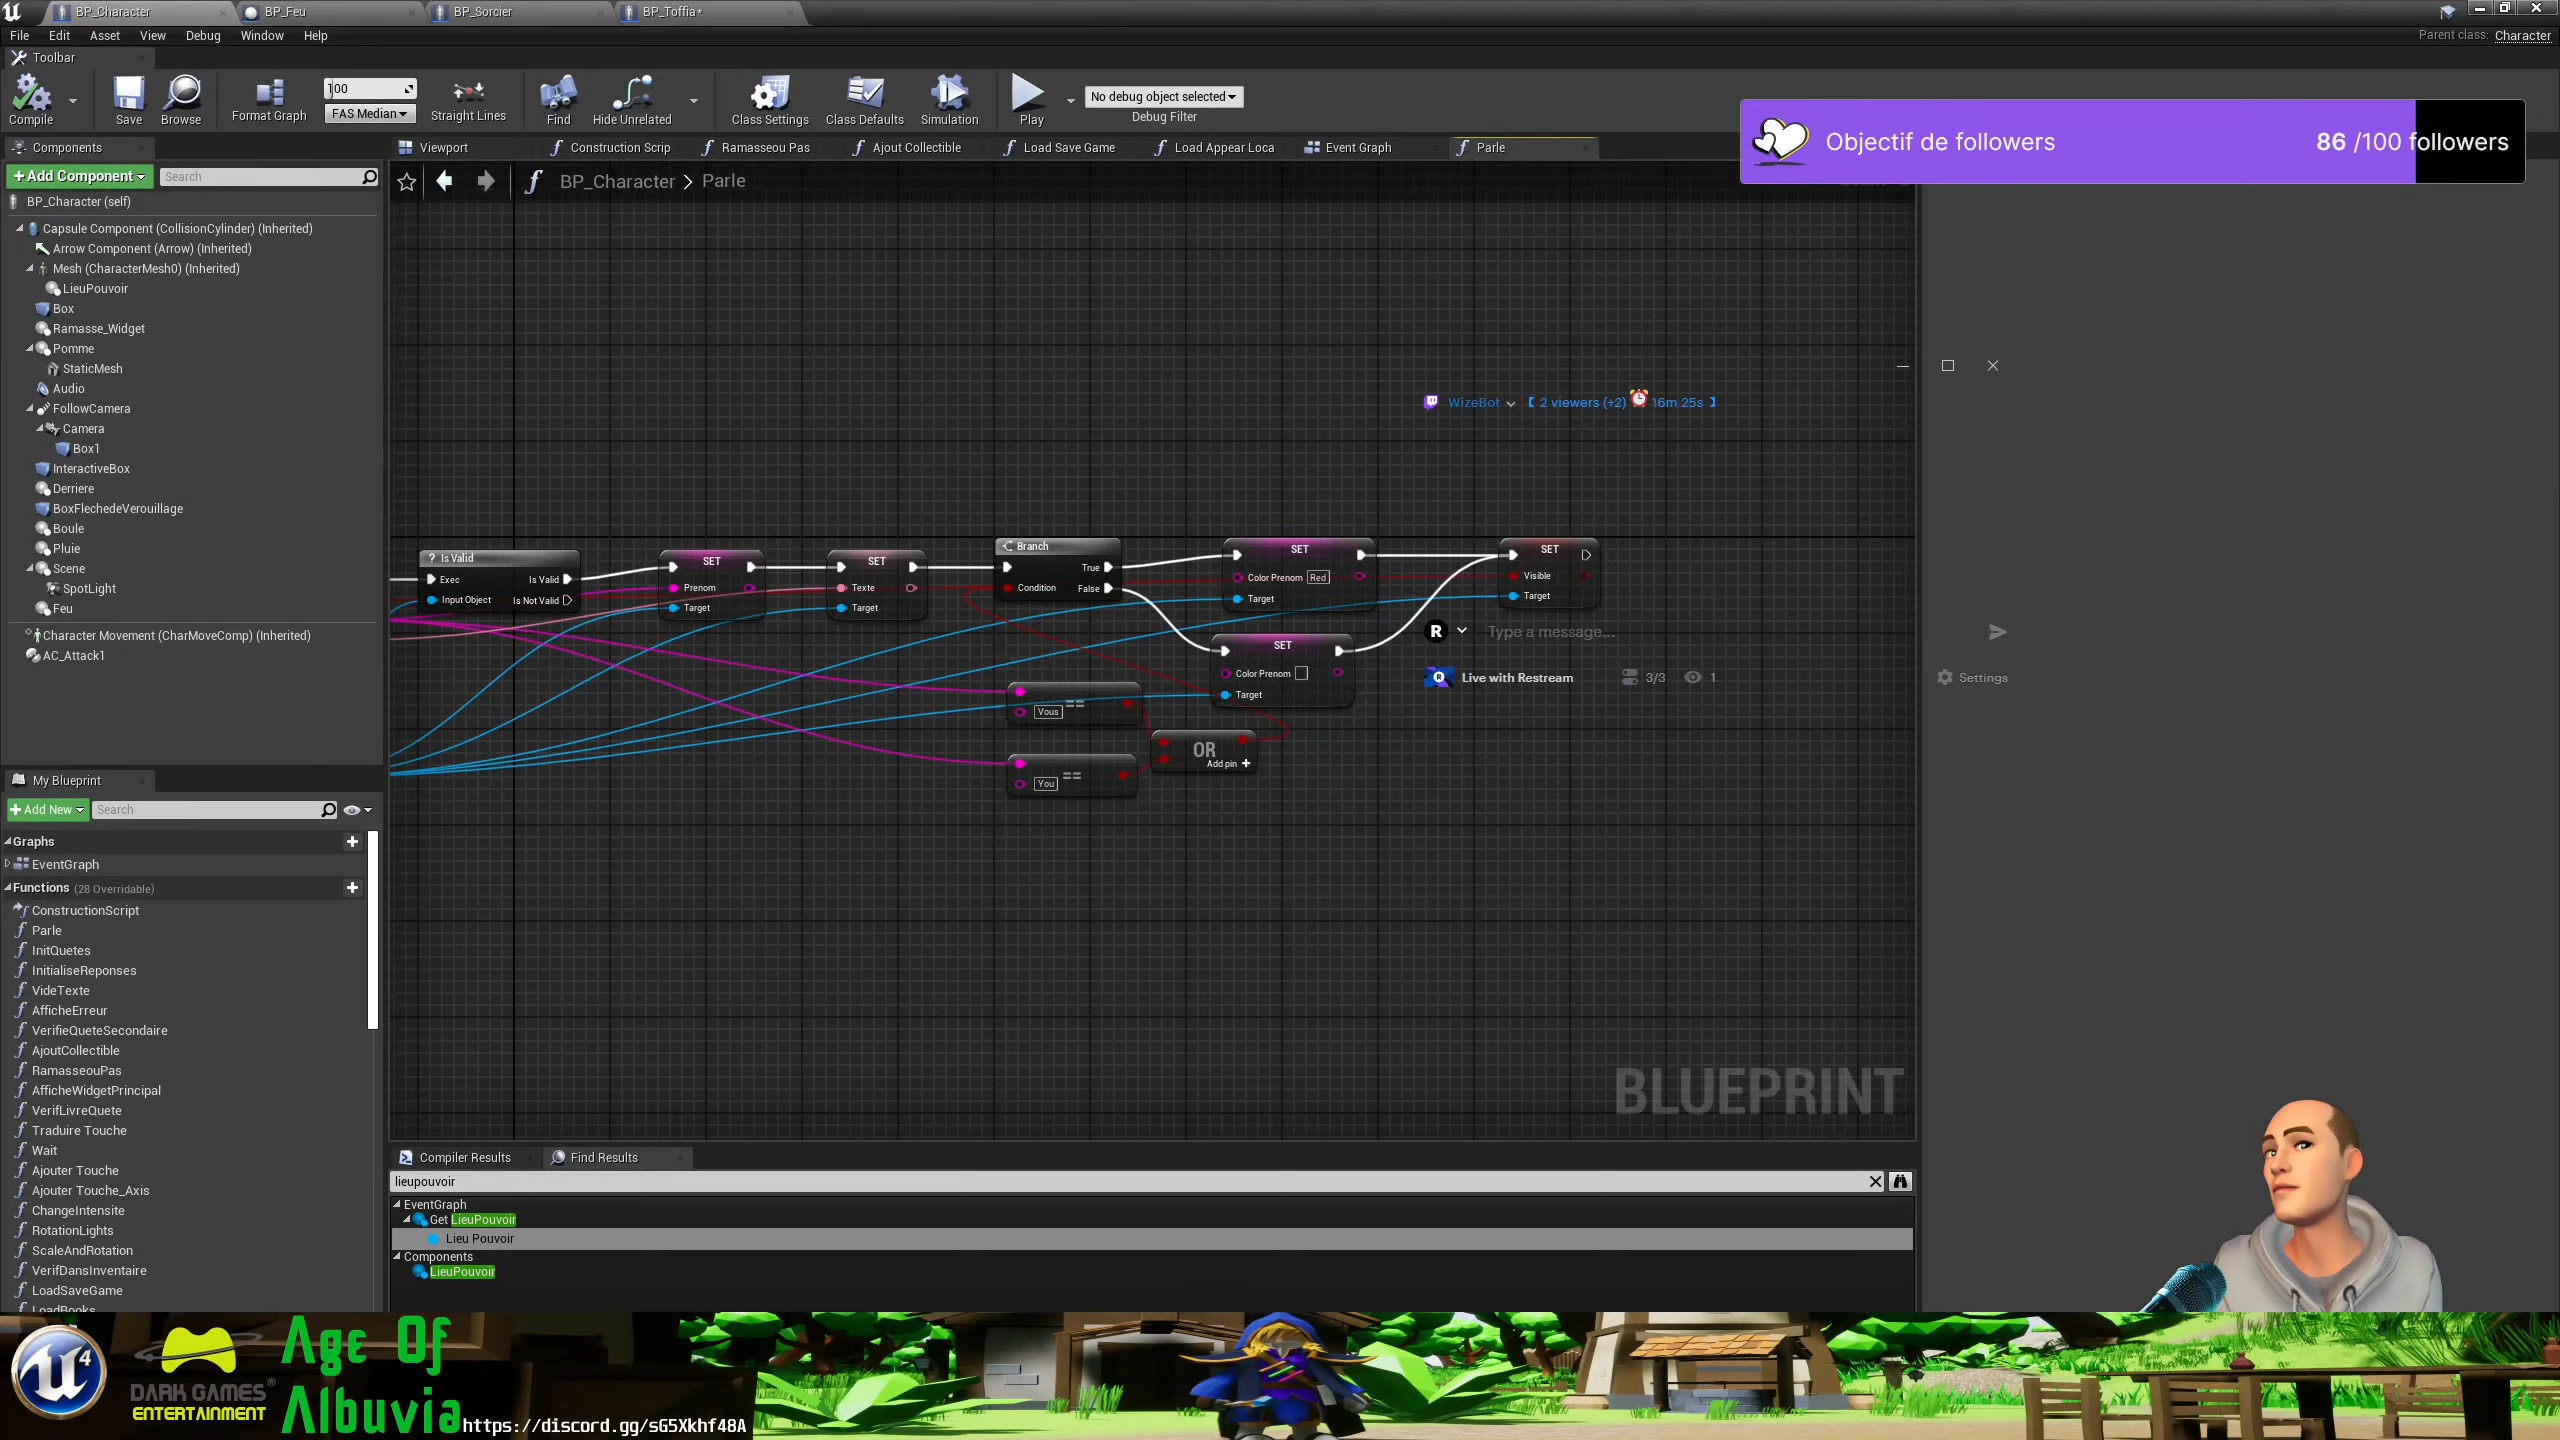 BP_Character
BP_Feu
BP_Sorcier
BP_Toffia*
File Edit Asset View Debug Window Help
Parent class: Character
Toolbar
Compile
Save
Browse
Format Graph
100
FAS Median
Straight Lines
Find
Hide Unrelated
Class Settings
Class Defaults
Simulation
Play
No debug object selected
Debug Filter
Objectif de followers
86 /100 followers
Components
Viewport
Construction Scrip
Ramasseou Pas
Ajout Collectible
Load Save Game
Load Appear Loca
Event Graph
Parle
+Add Component
Search
BP_Character > Parle
BP_Character (self)
Capsule Component (CollisionCylinder) (Inherited)
Arrow Component (Arrow) (Inherited)
Mesh (CharacterMesh0) (Inherited)
LieuPouvoir
Box
Ramasse_Widget
Pomme
StaticMesh
Audio
FollowCamera
Camera
Box1
InteractiveBox
Derriere
BoxFlechedeVerouillage
Boule
Pluie
Scene
SpotLight
Feu
Character Movement (CharMoveComp) (Inherited)
AC_Attack1
WizeBot
【 2 viewers (+2) ⏰ 16m 25s 】
? Is Valid
Exec
Is Valid
Input Object
Is Not Valid
SET
Prenom
Target
SET
Texte
Target
Branch
True
Condition
False
SET
Color Prenom Red
Target
SET
Visible
Target
SET
Color Prenom
Target
Vous
==
You
==
OR
Add pin +
R
Type a message...
Live with Restream
3/3
1
Settings
BLUEPRINT
My Blueprint
+Add New
Search
Graphs
EventGraph
Functions (28 Overridable)
ConstructionScript
Parle
InitQuetes
InitialiseReponses
VideTexte
AfficheErreur
VerifieQueteSecondaire
AjoutCollectible
RamasseouPas
AfficheWidgetPrincipal
VerifLivreQuete
Traduire Touche
Wait
Ajouter Touche
Ajouter Touche_Axis
ChangeIntensite
RotationLights
ScaleAndRotation
VerifDansInventaire
LoadSaveGame
LoadBooks
Compiler Results
Find Results
lieupouvoir
EventGraph
Get LieuPouvoir
Lieu Pouvoir
Components
LieuPouvoir
4
DARK GAMES®
ENTERTAINMENT
Age Of
Albuvia
https://discord.gg/sG5Xkhf48A